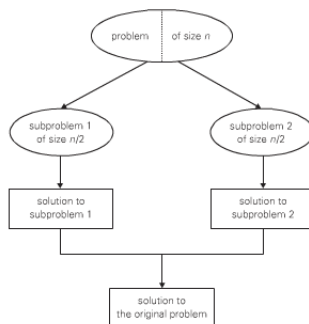 problem of size n
subproblem 1
of size n/2
subproblem 2
of size n/2
solution to
subproblem 1
solution to
subproblem 2
solution to
the original problem